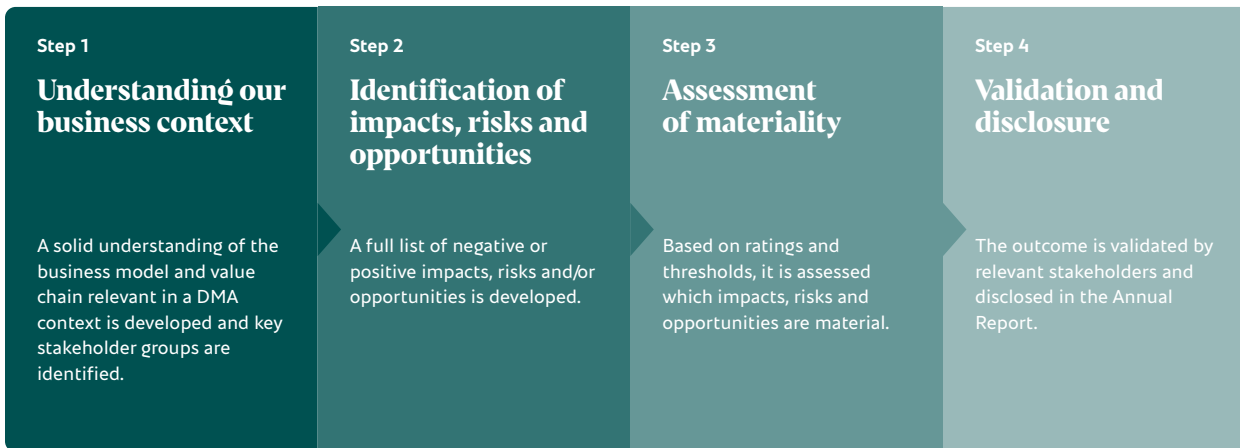 Step 1
Understanding our
business context
A solid understanding of the
business model and value
chain relevant in a DMA
context is developed and key
stakeholder groups are
identified.
Step 2
Identification of
impacts, risks and
opportunities
A full list of negative or
positive impacts, risks and/or
opportunities is developed.
Step 3
Assessment
of materiality
Based on ratings and
thresholds, it is assessed
which impacts, risks and
opportunities are material.
Step 4
Validation and
disclosure
The outcome is validated by
relevant stakeholders and
disclosed in the Annual
Report.